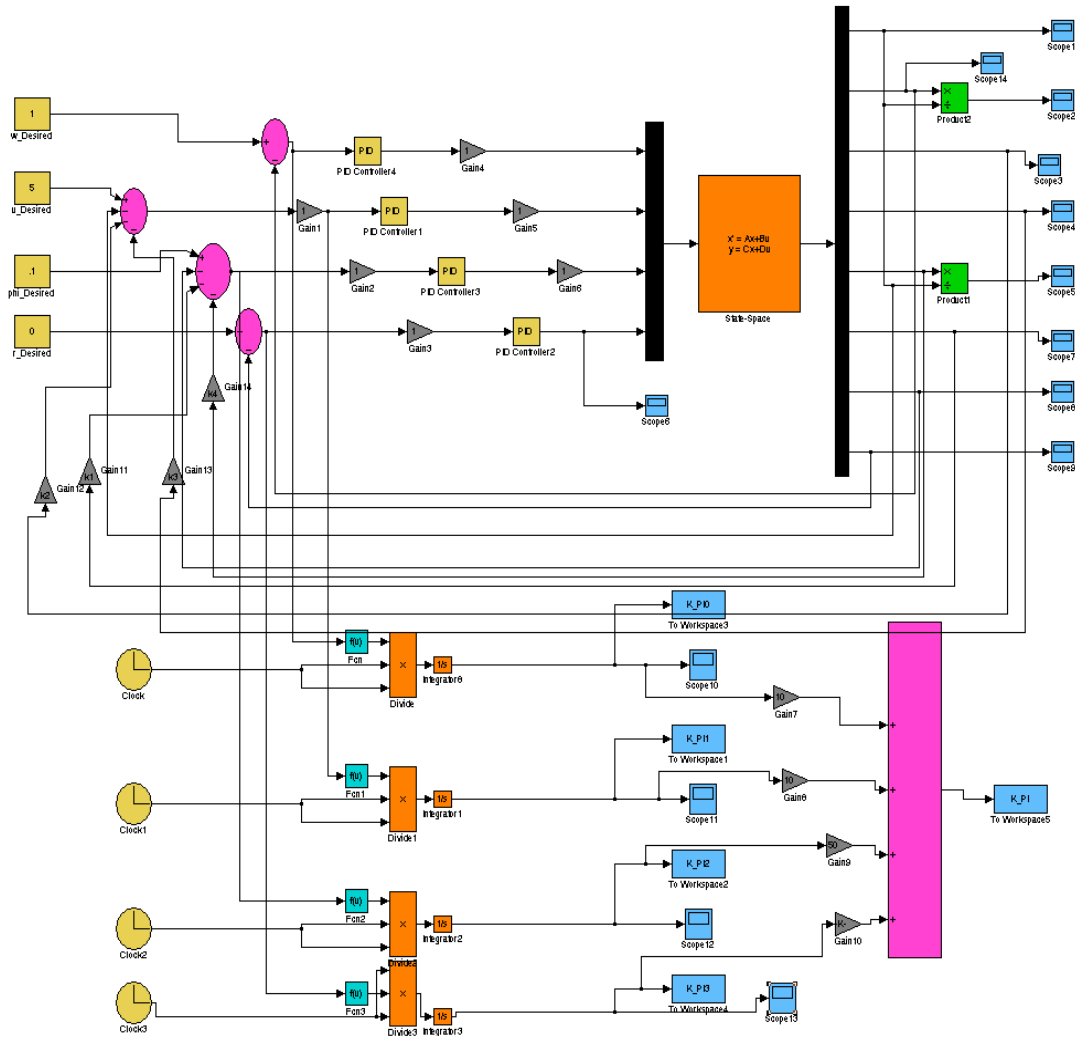 1
w_Desired
5
u_Desired
.1
phi_Desired
0
r_Desired
PID
PID Controller4
1
Gain4
1
Gain1
PID
PID Controller1
1
Gain5
1
Gain2
PID
PID Controller3
1
Gain6
1
Gain3
PID
PID Controller2
Scope6
x' = Ax+Bu
y = Cx+Du
State-Space
Scope1
Scope14
Product2
Scope2
Scope3
Scope4
Product1
Scope5
Scope7
Scope8
Scope9
k4
Gain14
k2
Gain12
k1
Gain11
k3
Gain13
K_PI0
To Workspace3
Clock
f(u)
Fcn
×
Divide
1/s
Scope10
10
Gain7
K_PI1
To Workspace1
Clock1
f(u)
Fcn1
×
Divide1
1/s
Integrator1
Scope11
10
Gain8
K_PI
To Workspace5
K_PI2
To Workspace2
50
Gain9
Clock2
f(u)
Fcn2
×
Divide2
1/s
Integrator2
Scope12
K-
Gain10
Clock3
f(u)
Fcn3
×
Divide3
1/s
Integrator3
K_PI3
To Workspace4
Scope13